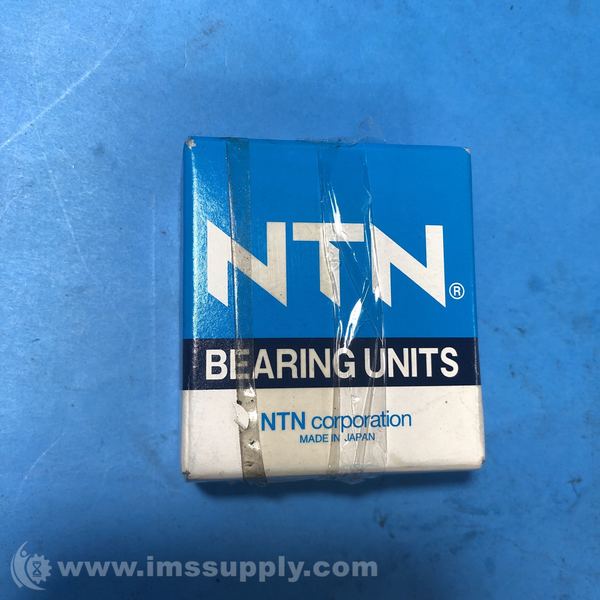 NTN®
BEARING UNITS
NTN corporation
MADE IN JAPAN
www.imssupply.com